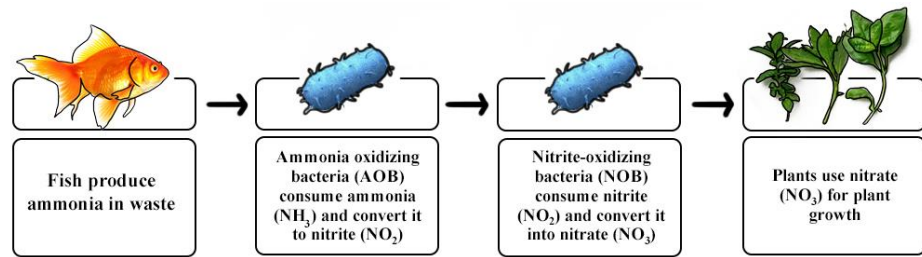 Fish produce
ammonia in waste
Ammonia oxidizing
bacteria (AOB)
consume ammonia
(NH₃) and convert it
to nitrite (NO₂)
Nitrite-oxidizing
bacteria (NOB)
consume nitrite
(NO₂) and convert it
into nitrate (NO₃)
Plants use nitrate
(NO₃) for plant
growth